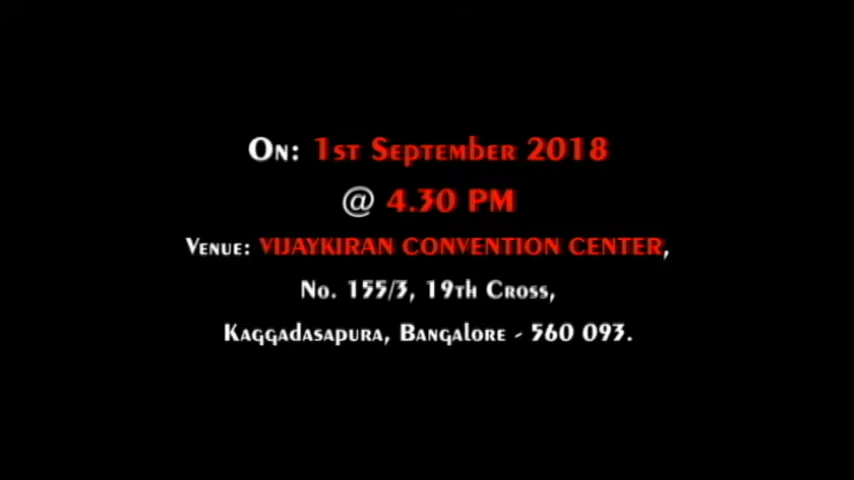 On: 1st September 2018
@ 4.30 PM
Venue: VIJAYKIRAN CONVENTION CENTER,
No. 155/3, 19th Cross,
Kaggadasapura, Bangalore - 560 093.